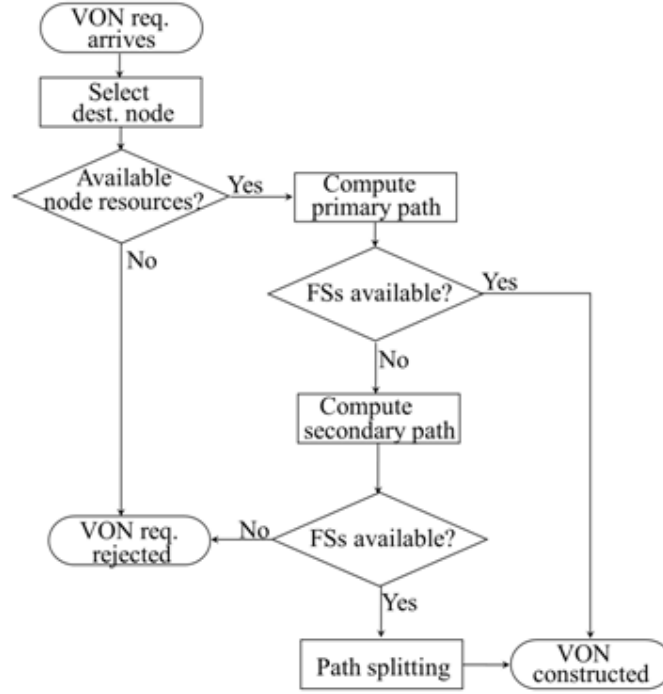 VON req.
arrives
Select
dest. node
Available
node resources?
Yes
Compute
primary path
No
FSs available?
Yes
No
Compute
secondary path
VON req.
rejected
No
FSs available?
Yes
Path splitting
VON
constructed